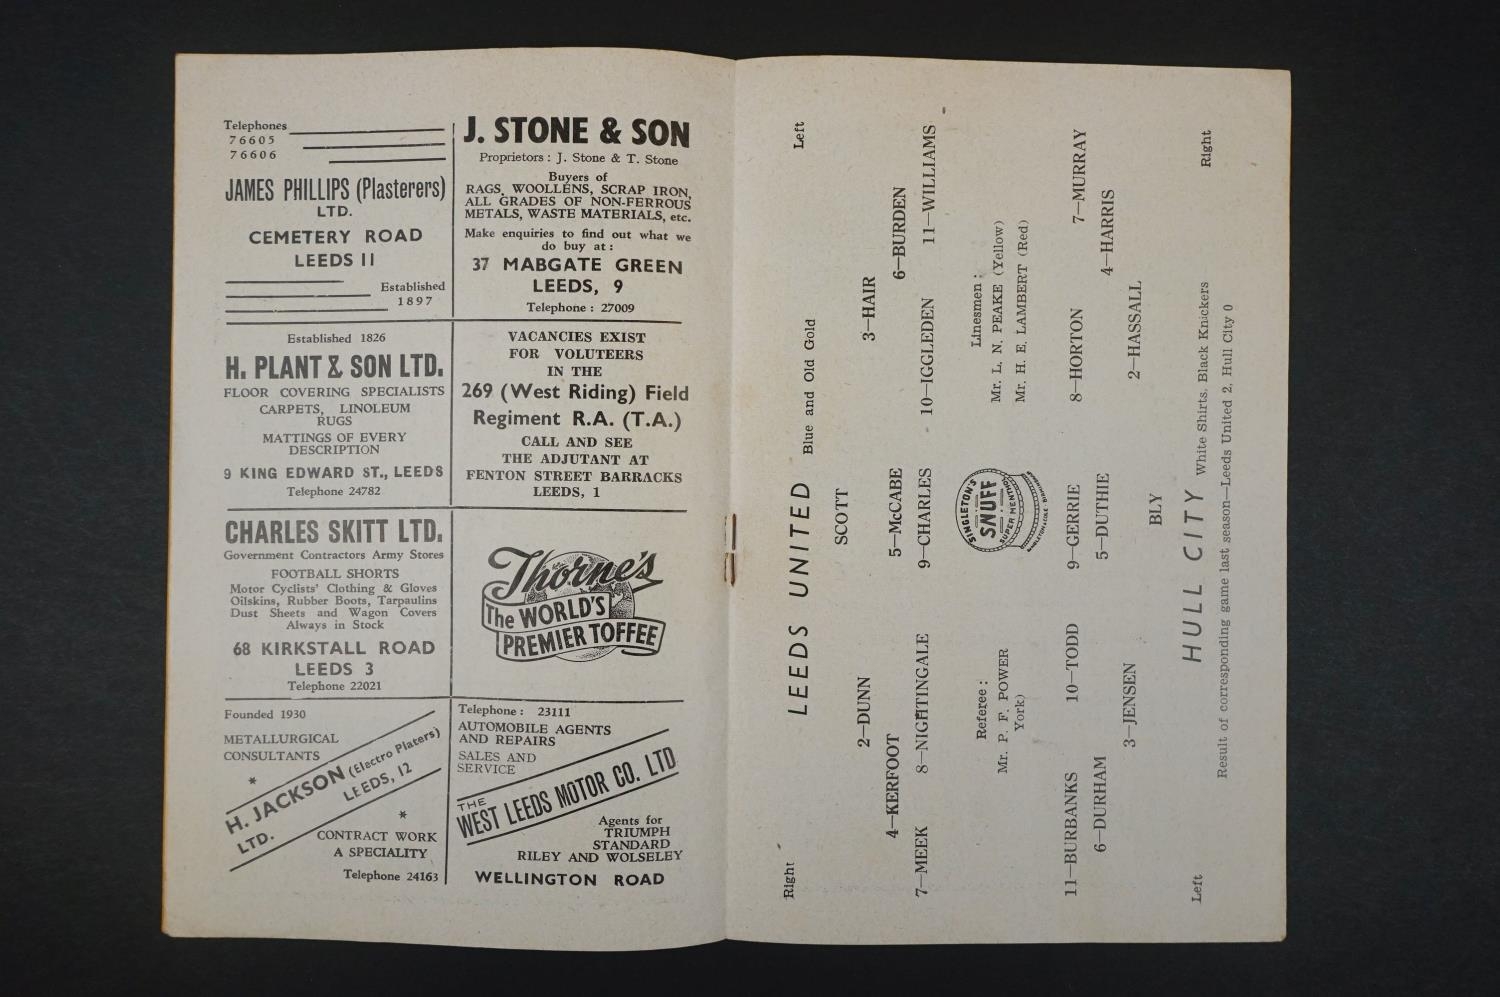 Telephones
76605
76606
JAMES PHILLIPS (Plasterers)
LTD.
CEMETERY ROAD
LEEDS 11
Established
1897
J. STONE & SON
Proprietors : J. Stone & T. Stone
Buyers of
RAGS, WOOLLENS, SCRAP IRON,
ALL GRADES OF NON-FERROUS
METALS, WASTE MATERIALS, etc.
Make enquiries to find out what we
do buy at :
37 MABGATE GREEN
LEEDS, 9
Telephone : 27009
Established 1826
H. PLANT & SON LTD.
FLOOR COVERING SPECIALISTS
CARPETS, LINOLEUM
RUGS
MATTINGS OF EVERY
DESCRIPTION
9 KING EDWARD ST., LEEDS
Telephone 24782
VACANCIES EXIST
FOR VOLUTEERS
IN THE
269 (West Riding) Field
Regiment R.A. (T.A.)
CALL AND SEE
THE ADJUTANT AT
FENTON STREET BARRACKS
LEEDS, 1
CHARLES SKITT LTD.
Government Contractors Army Stores
FOOTBALL SHORTS
Motor Cyclists' Clothing & Gloves
Oilskins, Rubber Boots, Tarpaulins
Dust Sheets and Wagon Covers
Always in Stock
68 KIRKSTALL ROAD
LEEDS 3
Telephone 22021
Thorne's
The WORLD'S
PREMIER TOFFEE
Founded 1930
METALLURGICAL
CONSULTANTS
*
H. JACKSON (Electro Platers)
LTD. LEEDS, 12
*
CONTRACT WORK
A SPECIALITY
Telephone 24163
Telephone : 23111
AUTOMOBILE AGENTS
AND REPAIRS
SALES AND
SERVICE
THE
WEST LEEDS MOTOR CO. LTD
Agents for
TRIUMPH
STANDARD
RILEY AND WOLSELEY
WELLINGTON ROAD
Right LEEDS UNITED Blue and Old Gold Left
SCOTT
2—DUNN 3—HAIR
4—KERFOOT 5—McCABE 6—BURDEN
7—MEEK 8—NIGHTINGALE 9—CHARLES 10—IGGLEDEN 11—WILLIAMS
Referee :
Mr. P. F. POWER
York)
SINGLETON'S
SNUFF
SUPER MENTHOL
SINGLETON & COLE · BIRMINGHAM
Linesmen :
Mr. L. N. PEAKE (Yellow)
Mr. H. E. LAMBERT (Red)
11—BURBANKS 10—TODD 9—GERRIE 8—HORTON 7—MURRAY
6—DURHAM 5—DUTHIE 4—HARRIS
3—JENSEN 2—HASSALL
BLY
Left HULL CITY White Shirts, Black Knickers Right
Result of corresponding game last season—Leeds United 2, Hull City 0